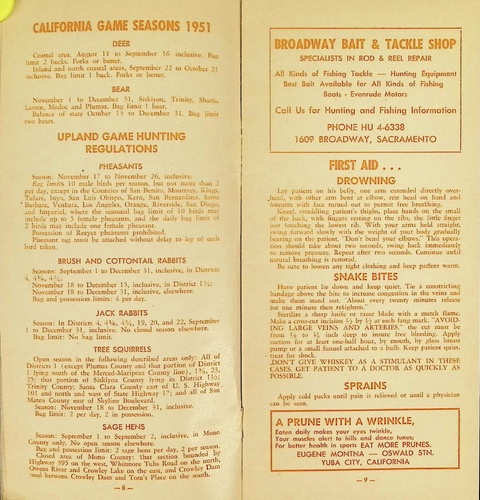 CALIFORNIA GAME SEASONS 1951
DEER
Coastal area, August 11 to September 16 inclusive. Bag
limit 2 bucks. Forks or better.
Inland and north coastal areas, September 22 to October 21
inclusive. Bag limit 1 buck. Forks or better.
BEAR
November 1 to December 31, Siskiyou, Trinity, Shasta,
Lassen, Modoc and Plumas. Bag limit 1 bear.
Balance of state October 13 to December 31. Bag limit
two bears.
UPLAND GAME HUNTING
REGULATIONS
PHEASANTS
Season: November 17 to November 26, inclusive.
Bag limits 10 male birds per season, but not more than 2
per day, except in the Counties of San Benito, Monterey, Kings,
Tulare, Inyo, San Luis Obispo, Kern, San Bernardino, Santa
Barbara, Ventura, Los Angeles, Orange, Riverside, San Diego
and Imperial, where the seasonal bag limit of 10 birds may
include up to 5 female pheasants, and the daily bag limit of
2 birds may include one female pheasant.
Possession of Reeves pheasants prohibited.
Pheasant tag must be attached without delay to leg of each
bird taken.
BRUSH AND COTTONTAIL RABBITS
Seasons: September 1 to December 31, inclusive, in Districts
4, 4¾, 4¾;
November 18 to December 15, inclusive, in District 1½;
November 18 to December 31, inclusive, elsewhere.
Bag and possession limits: 4 per day.
JACK RABBITS
Season: In Districts 4, 4¾, 4¾, 19, 20, and 22, September
1 to December 31, inclusive. No closed season elsewhere.
Bag limit: No bag limit.
TREE SQUIRRELS
Open season in the following described areas only: All of
Districts 1 (except Plumas County and that portion of District
1 lying south of the Merced-Mariposa County line); 1¾, 23,
25; that portion of Siskiyou County lying in District 1½;
Trinity County; Santa Clara County east of U. S. Highway
101 and north and west of State Highway 17; and all of San
Mateo County east of Skyline Boulevard.
Season: November 18 to December 31, inclusive.
Bag limit: 2 per day, 2 in possession.
SAGE HENS
Season: September 1 to September 2, inclusive, in Mono
County only. No open season elsewhere.
Bag and possession limit: 2 sage hens per day, 2 per season.
Closed area of Mono County: that section bounded by
Highway 395 on the west, Whitmore Tubs Road on the north,
Owens River and Crowley Lake on the east, and Crowley Dam
road between Crowley Dam and Tom's Place on the south.
— 8 —
BROADWAY BAIT & TACKLE SHOP
SPECIALISTS IN ROD & REEL REPAIR
All Kinds of Fishing Tackle — Hunting Equipment
Best Bait Available for All Kinds of Fishing
Boats - Evenrude Motors
Call Us for Hunting and Fishing Information
PHONE HU 4-6338
1609 BROADWAY, SACRAMENTO
FIRST AID . . .
DROWNING
Lay patient on his belly, one arm extended directly over-
head, with other arm bent at elbow, rest head on hand and
forearm with face turned out to permit free breathing.
Kneel, straddling patient's thighs, place hands on the small
of the back, with fingers resting on the ribs, the little finger
just touching the lowest rib. With your arms held straight,
swing forward slowly with the weight of your body gradually
bearing on the patient. "Don't bend your elbows." This opera-
tion should take about two seconds, swing back immediately
to remove pressure. Repeat after two seconds. Continue until
natural breathing is restored.
Be sure to loosen any tight clothing and keep patient warm.
SNAKE BITES
Have patient lie down and keep quiet. Tie a constricting
bandage above the bite to increase congestion in the veins and
make them stand out. "About every twenty minutes release
for one minute then retighten."
Sterilize a sharp knife or razor blade with a match flame.
Make a cross-cut incision ½ by ½ at each fang mark. "AVOID-
ING LARGE VEINS AND ARTERIES." the cut must be
from ¼ to ½ inch deep to insure free bleeding. Apply
suction for at least one-half hour, by mouth, by glass breast
pump or a small funnel attached to a bulb. Keep patient quiet,
treat for shock.
DON'T GIVE WHISKEY AS A STIMULANT IN THESE
CASES. GET PATIENT TO A DOCTOR AS QUICKLY AS
POSSIBLE.
SPRAINS
Apply cold packs until pain is relieved or until a physician
can be seen.
A PRUNE WITH A WRINKLE,
Eaten daily makes your eyes twinkle,
Your muscles alert to hills and dance tunes;
For better health in sports EAT MORE PRUNES.
EUGENE MONTNA — OSWALD STN.
YUBA CITY, CALIFORNIA
— 9 —